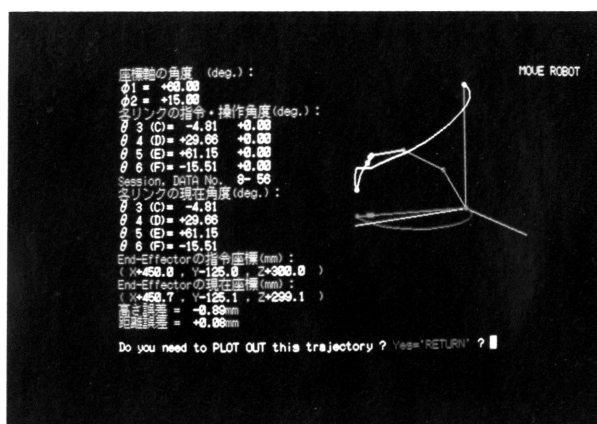 MOVE ROBOT
座標軸の角度 (deg.) :
φ1 = +60.00
φ2 = +15.00
各リンクの指令・操作角度(deg.) :
θ 3 (C)= -4.81 +0.00
θ 4 (D)= +29.66 +0.00
θ 5 (E)= +61.15 +0.00
θ 6 (F)= -15.51 +0.00
Session, DATA No. 8- 56
各リンクの現在角度(deg.) :
θ 3 (C)= -4.81
θ 4 (D)= +29.66
θ 5 (E)= +61.15
θ 6 (F)= -15.51
End-Effectorの指令座標(mm) :
( X+450.0 , Y-125.0 , Z+300.0 )
End-Effectorの現在座標(mm) :
( X+450.7 , Y-125.1 , Z+299.1 )
高さ誤差 = -0.89mm
距離誤差 = +0.08mm
Do you need to PLOT OUT this trajectory ? Yes='RETURN' ?